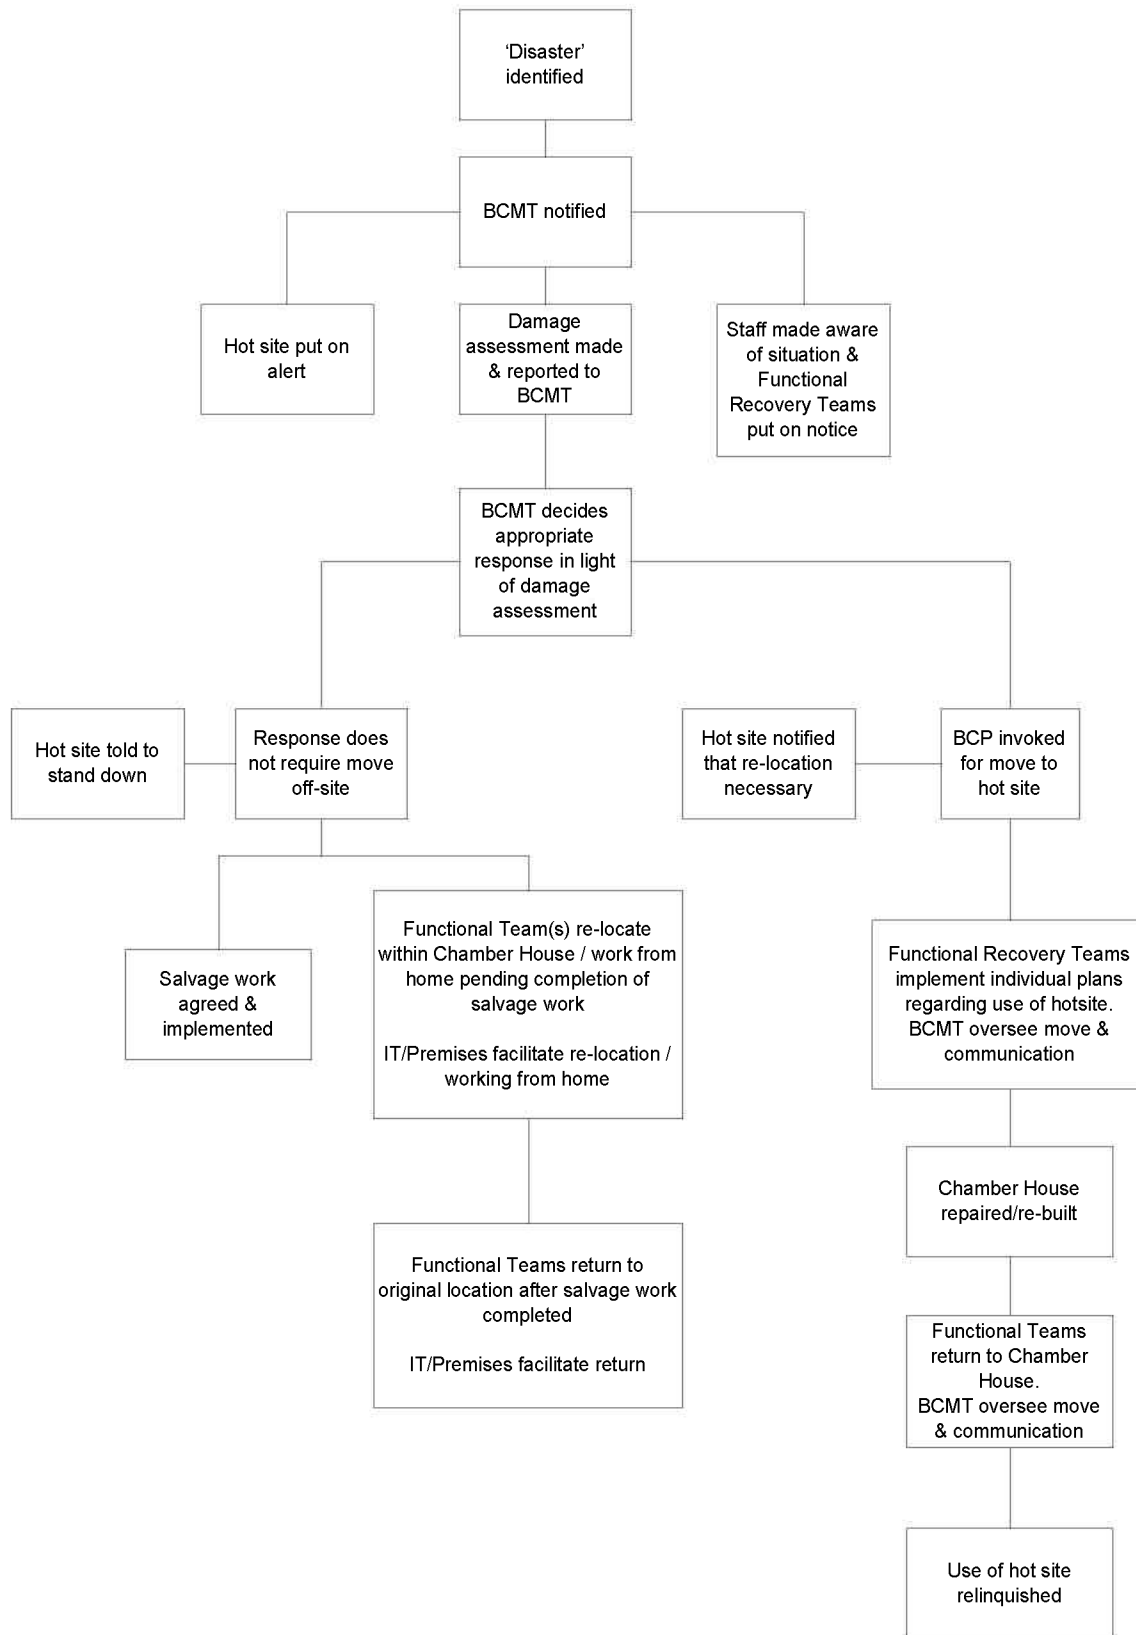 ‘Disaster’
identified
BCMT notified
Hot site put on
alert
Damage
assessment made
& reported to
BCMT
Staff made aware
of situation &
Functional
Recovery Teams
put on notice
BCMT decides
appropriate
response in light
of damage
assessment
Hot site told to
stand down
Response does
not require move
off-site
Hot site notified
that re-location
necessary
BCP invoked
for move to
hot site
Salvage work
agreed &
implemented
Functional Team(s) re-locate
within Chamber House / work from
home pending completion of
salvage work
IT/Premises facilitate re-location /
working from home
Functional Recovery Teams
implement individual plans
regarding use of hotsite.
BCMT oversee move &
communication
Chamber House
repaired/re-built
Functional Teams return to
original location after salvage work
completed
IT/Premises facilitate return
Functional Teams
return to Chamber
House.
BCMT oversee move
& communication
Use of hot site
relinquished